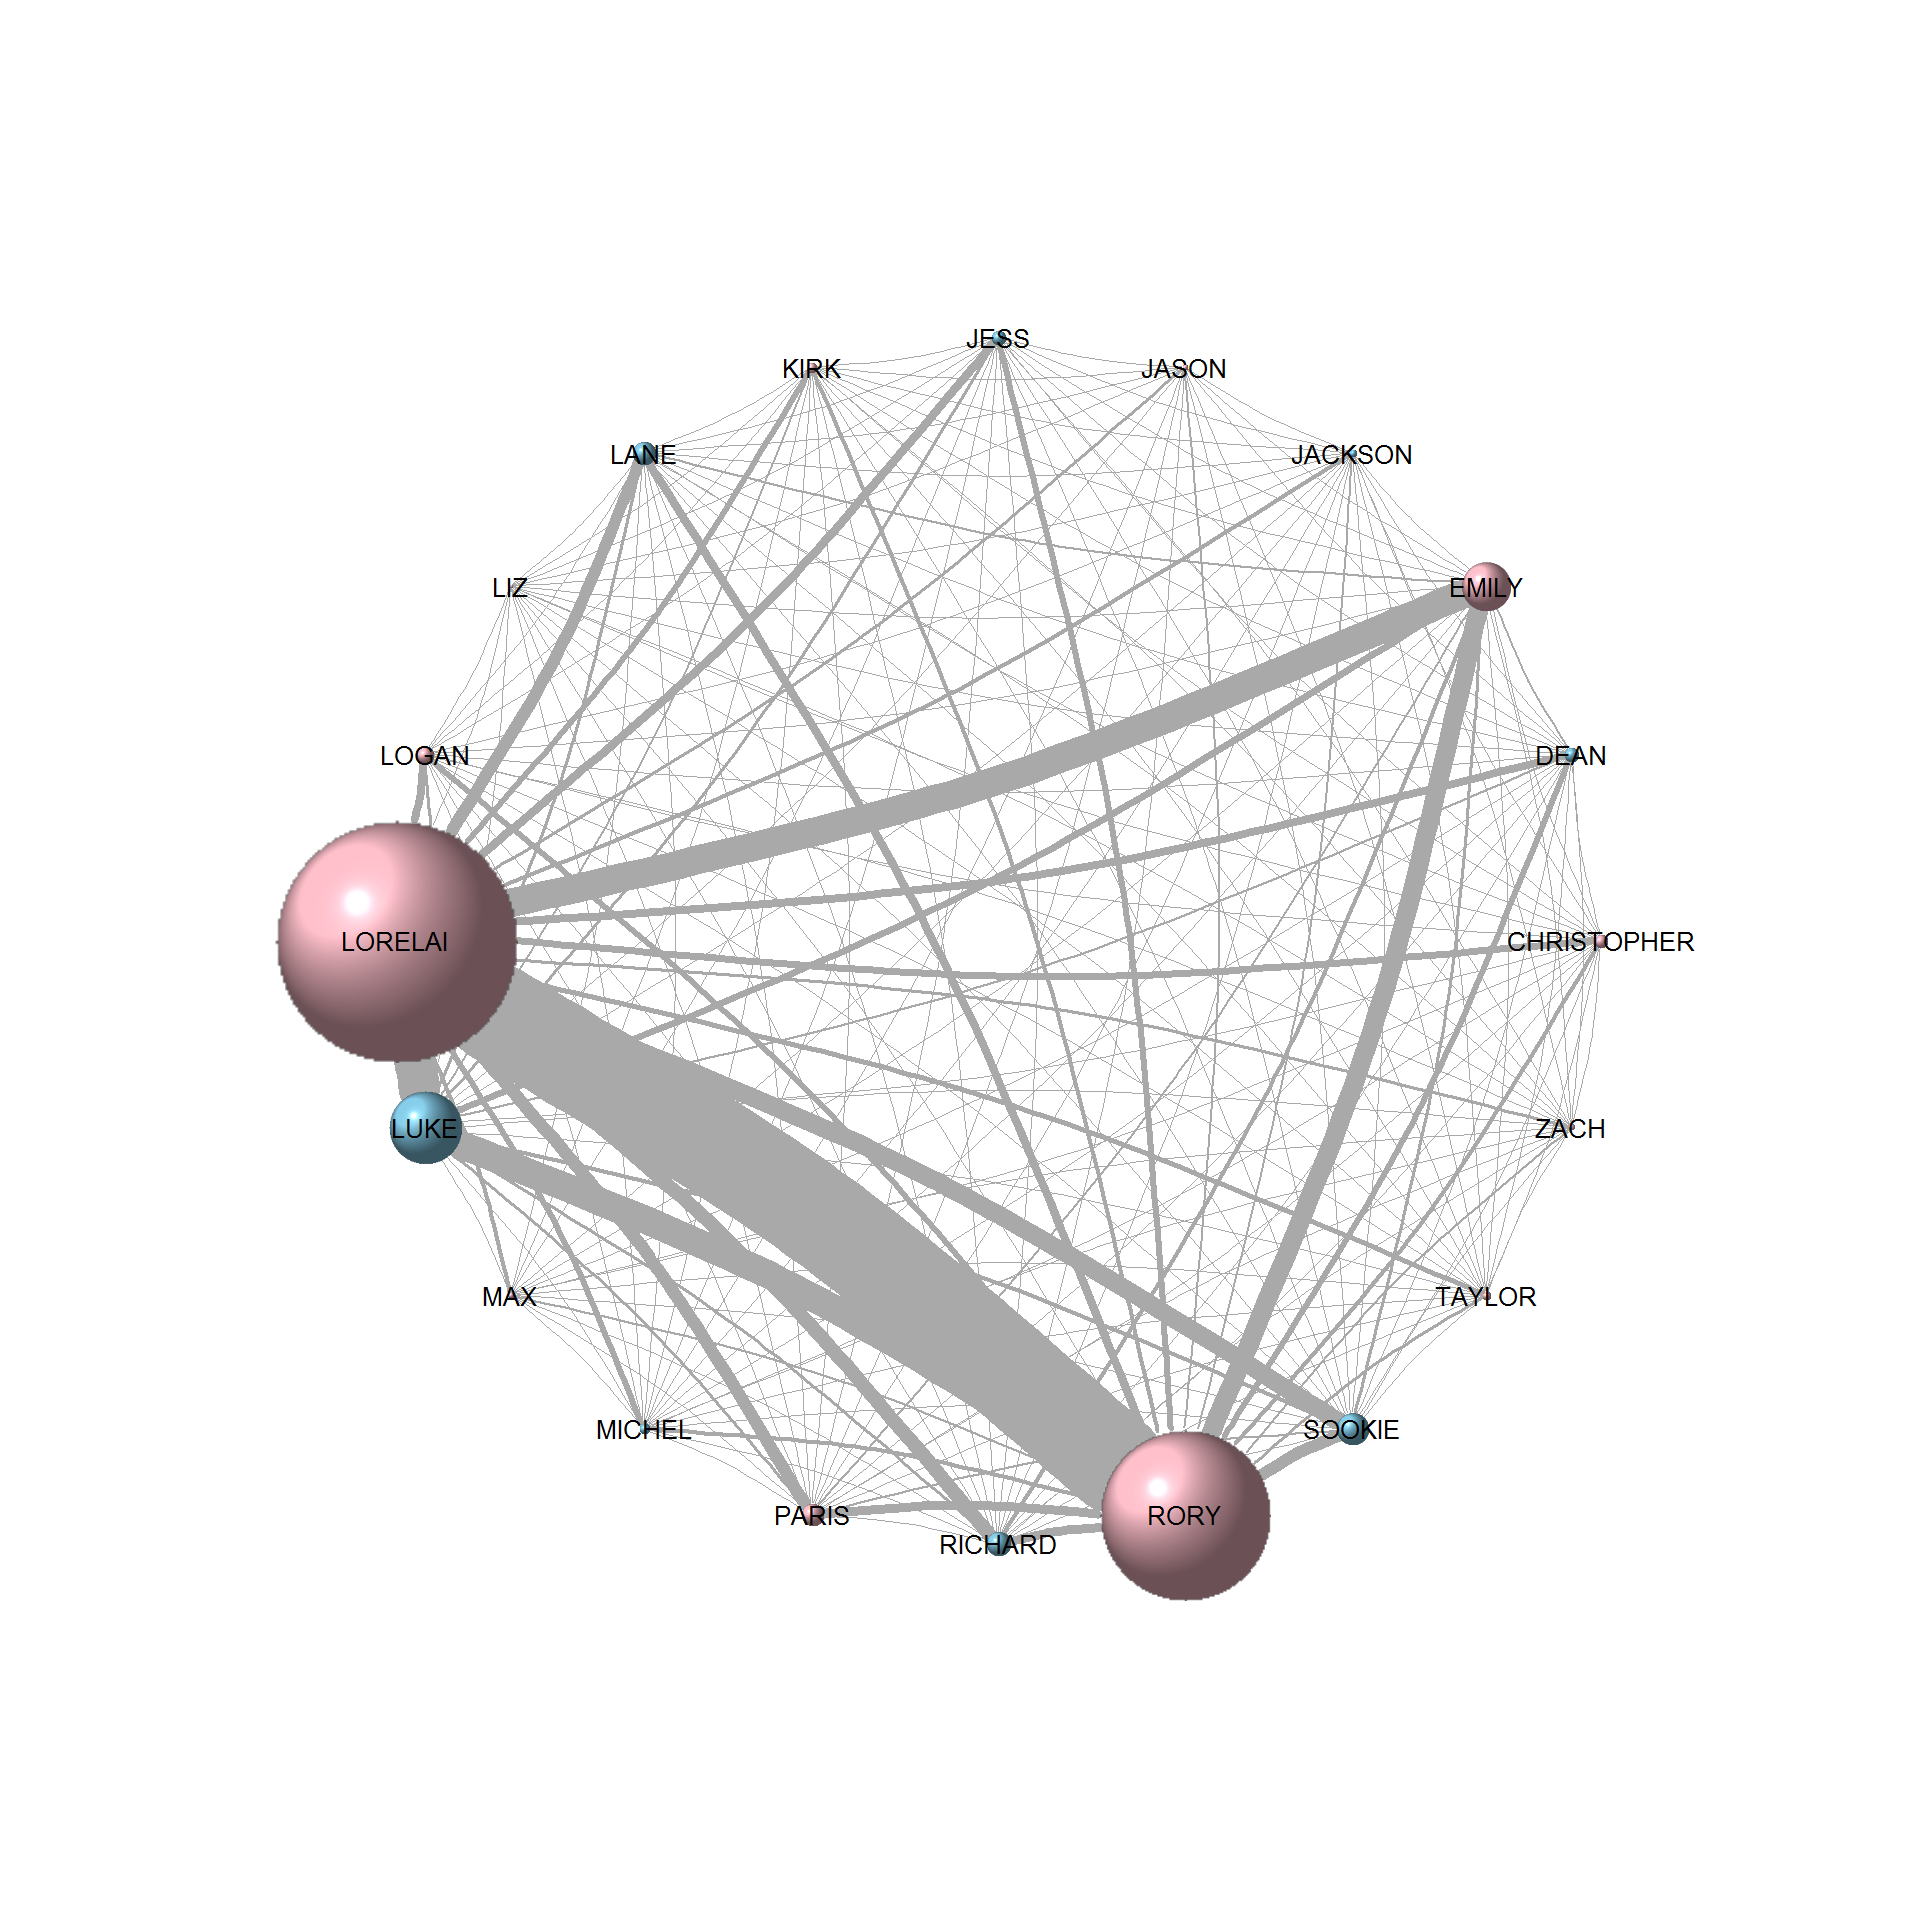 JESS
KIRK
JASON
LANE
JACKSON
LIZ
EMILY
LOGAN
DEAN
LORELAI
CHRISTOPHER
LUKE
ZACH
MAX
TAYLOR
MICHEL
SOOKIE
PARIS
RORY
RICHARD